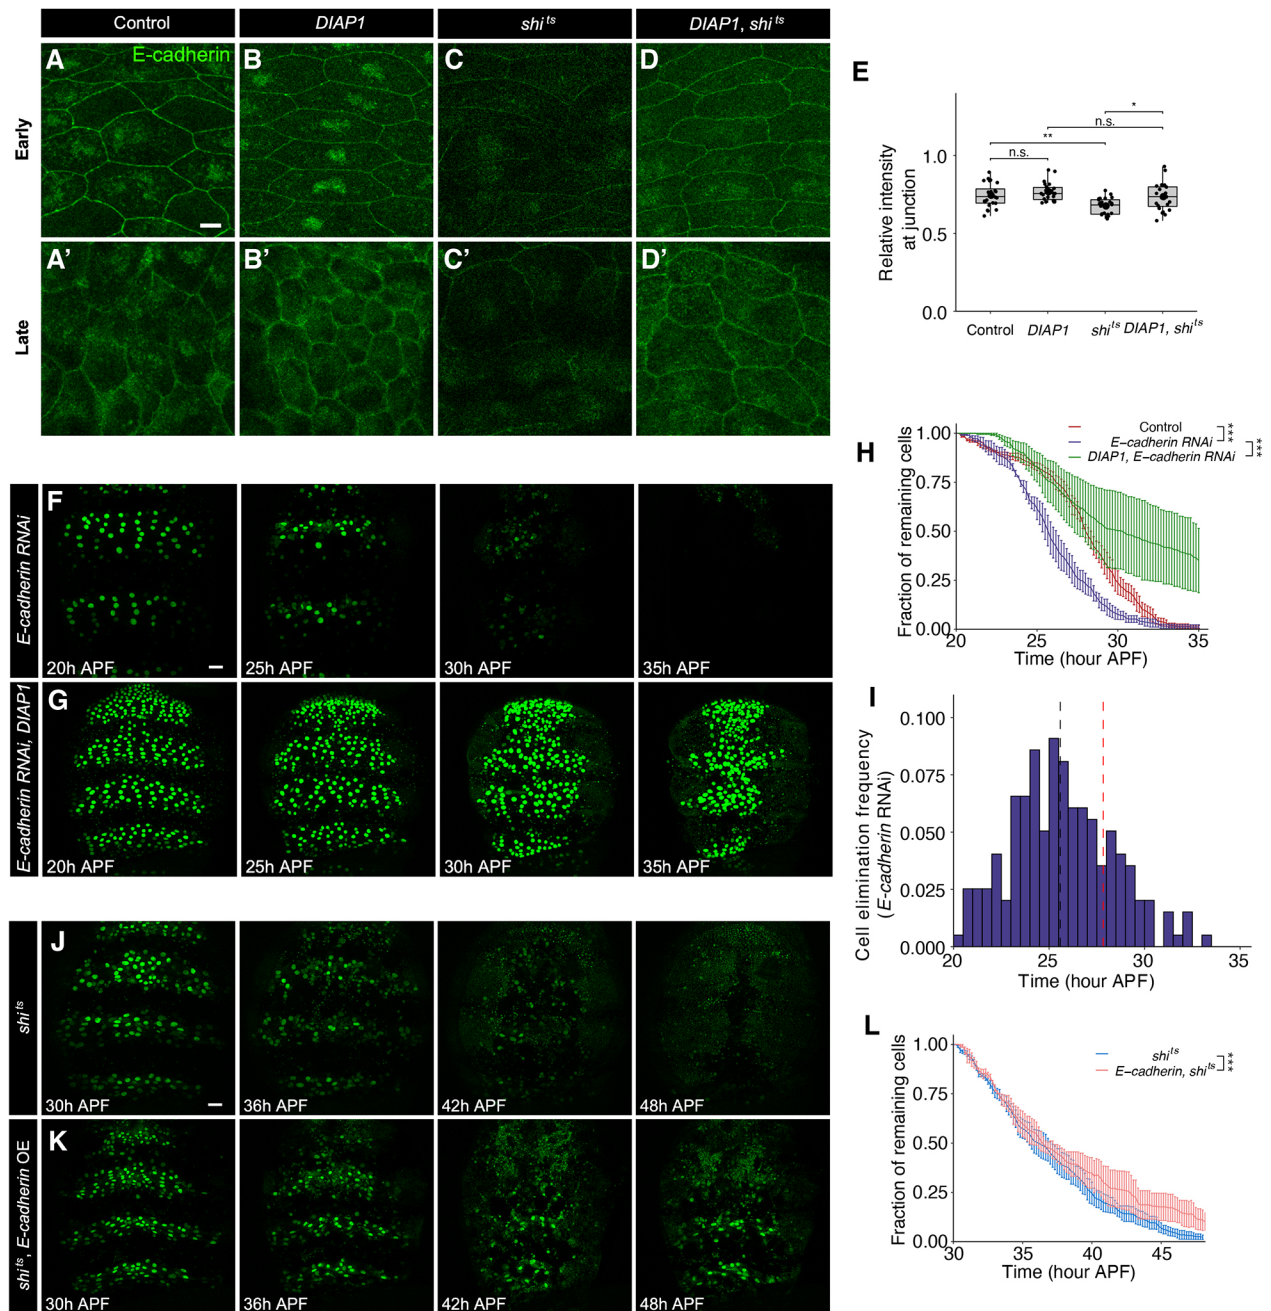 Control
DIAP1
shi ts
DIAP1, shi ts
A
E-cadherin
B
C
D
Early
A’
B’
C’
D’
Late
E
Relative intensity
at junction
1.0
0.5
0.0
n.s.
**
n.s.
*
Control
DIAP1
shi ts
DIAP1, shi ts
E-cadherin RNAi
F
20h APF
25h APF
30h APF
35h APF
E-cadherin RNAi, DIAP1
G
20h APF
25h APF
30h APF
35h APF
H
Fraction of remaining cells
1.00
0.75
0.50
0.25
0.00
20
25
30
35
Time (hour APF)
Control
E−cadherin RNAi
DIAP1, E−cadherin RNAi
***
***
I
Cell elimination frequency
(E-cadherin RNAi)
0.100
0.075
0.050
0.025
0.000
20
25
30
35
Time (hour APF)
shi ts
J
30h APF
36h APF
42h APF
48h APF
shi ts, E-cadherin OE
K
30h APF
36h APF
42h APF
48h APF
L
Fraction of remaining cells
1.00
0.75
0.50
0.25
0.00
30
35
40
45
Time (hour APF)
shi ts
E−cadherin, shi ts
***